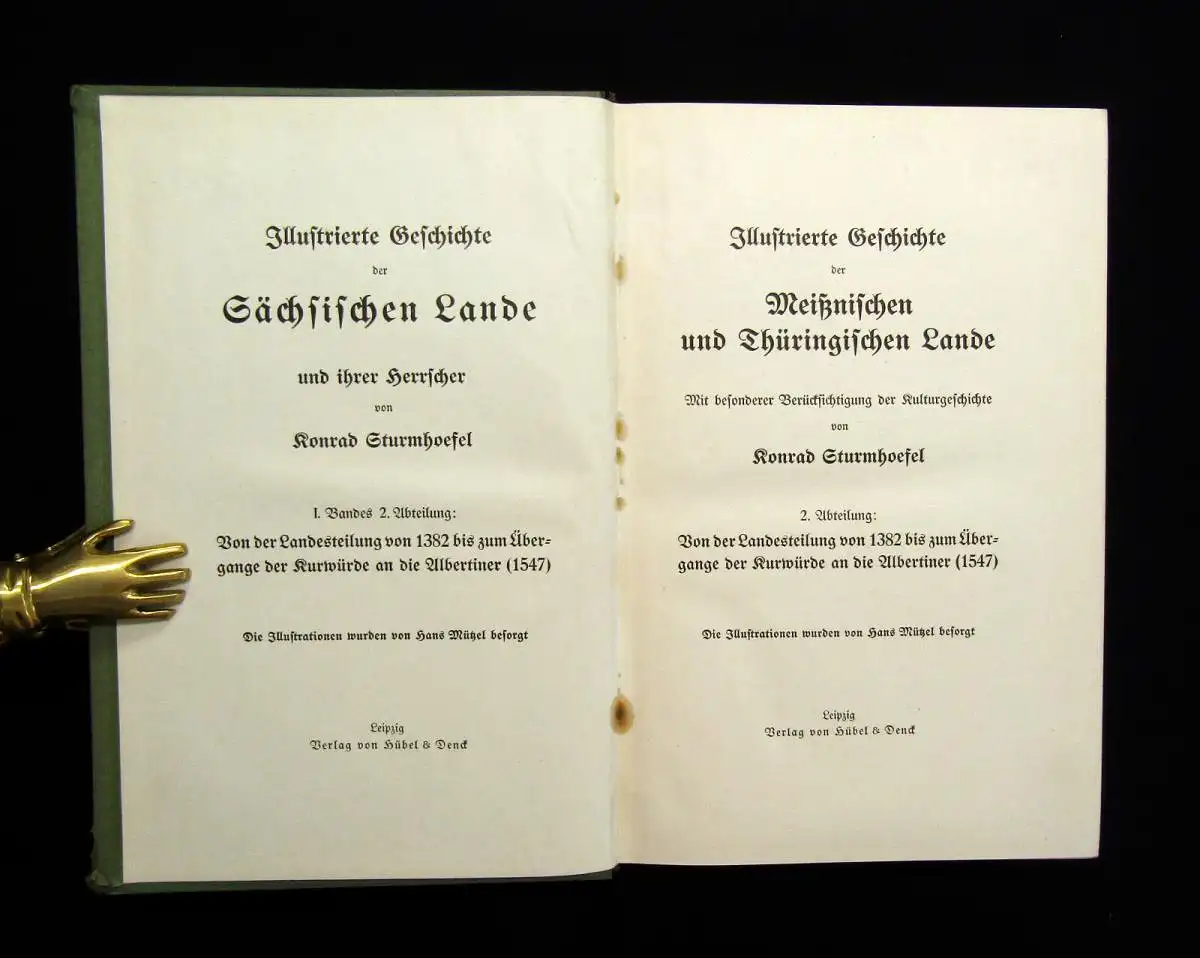 Illustrierte Geschichte
der
Sächsischen Lande
und ihrer Herrscher
von
Konrad Sturmhoefel
I. Bandes 2. Abteilung:
Von der Landesteilung von 1382 bis zum Über-
gange der Kurwürde an die Albertiner (1547)
Die Illustrationen wurden von Hans Mützel besorgt
Leipzig
Verlag von Hübel & Denck
Illustrierte Geschichte
der
Meißnischen
und Thüringischen Lande
Mit besonderer Berücksichtigung der Kulturgeschichte
von
Konrad Sturmhoefel
2. Abteilung:
Von der Landesteilung von 1382 bis zum Über-
gange der Kurwürde an die Albertiner (1547)
Die Illustrationen wurden von Hans Mützel besorgt
Leipzig
Verlag von Hübel & Denck